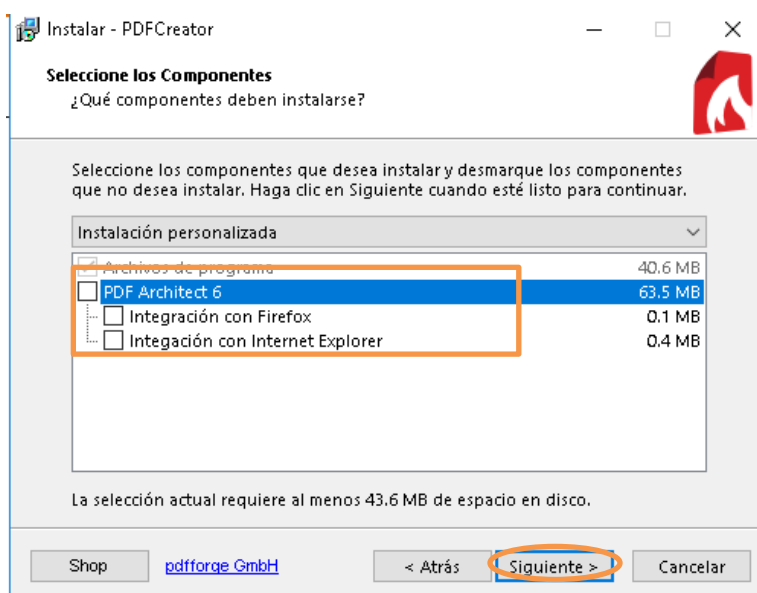 Instalar - PDFCreator
Seleccione los Componentes
¿Qué componentes deben instalarse?
Seleccione los componentes que desea instalar y desmarque los componentes
que no desea instalar. Haga clic en Siguiente cuando esté listo para continuar.
Instalación personalizada
Archivos de programa 40.6 MB
PDF Architect 6 63.5 MB
Integración con Firefox 0.1 MB
Integación con Internet Explorer 0.4 MB
La selección actual requiere al menos 43.6 MB de espacio en disco.
Shop pdfforge GmbH < Atrás Siguiente > Cancelar